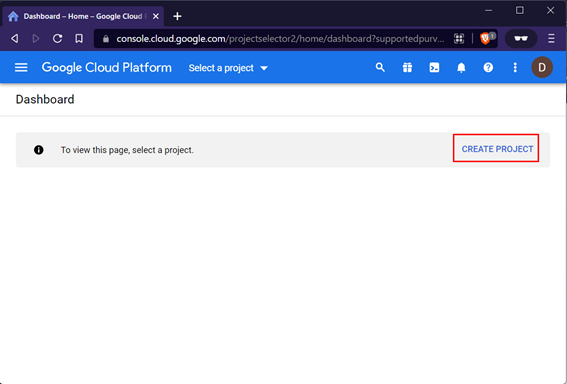 Dashboard – Home – Google Cloud
console.cloud.google.com/projectselector2/home/dashboard?supportedpurv...
1
Google Cloud Platform
Select a project
D
Dashboard
To view this page, select a project.
CREATE PROJECT